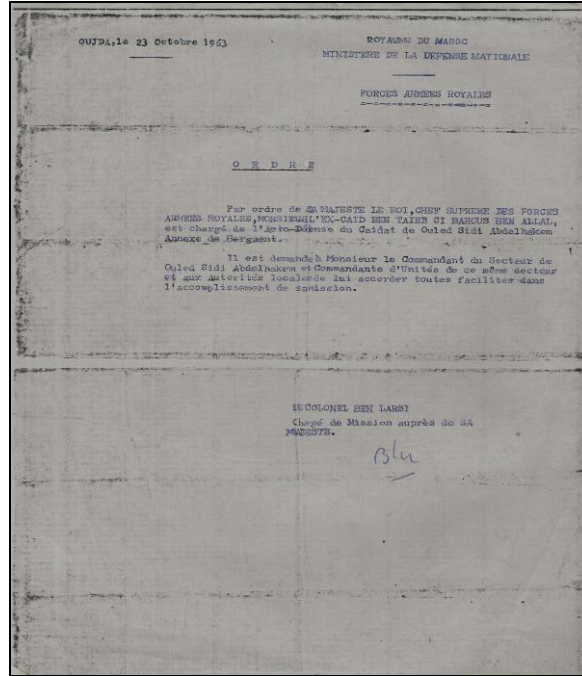 OUJDA,le 23 Octobre 1963
ROYAUME DU MAROC
MINISTERE DE LA DEFENSE NATIONALE
FORCES ARMEES ROYALES
O R D R E
Par ordre de SA MAJESTE LE ROI,CHEF SUPREME DES FORCES
ARMEES ROYALES,MONSIEUR L'EX-CAID BEN TAIEB SI BAHOUS BEN ALLAL,
est chargé de l'Auto-Défense du Caidat de Ouled Sidi Abdelhakem
Annexe de Berguent.
Il est demandé à Monsieur le Commandant du Secteur de
Ouled Sidi Abdelhakem et Commandants d'Unités de ce même secteur
et aux Autorités locales de lui accorder toutes facilites dans
l'accomplissement de sa mission.
LE COLONEL BEN LARBI
Chargé de Mission auprès de SA
MAJESTE.